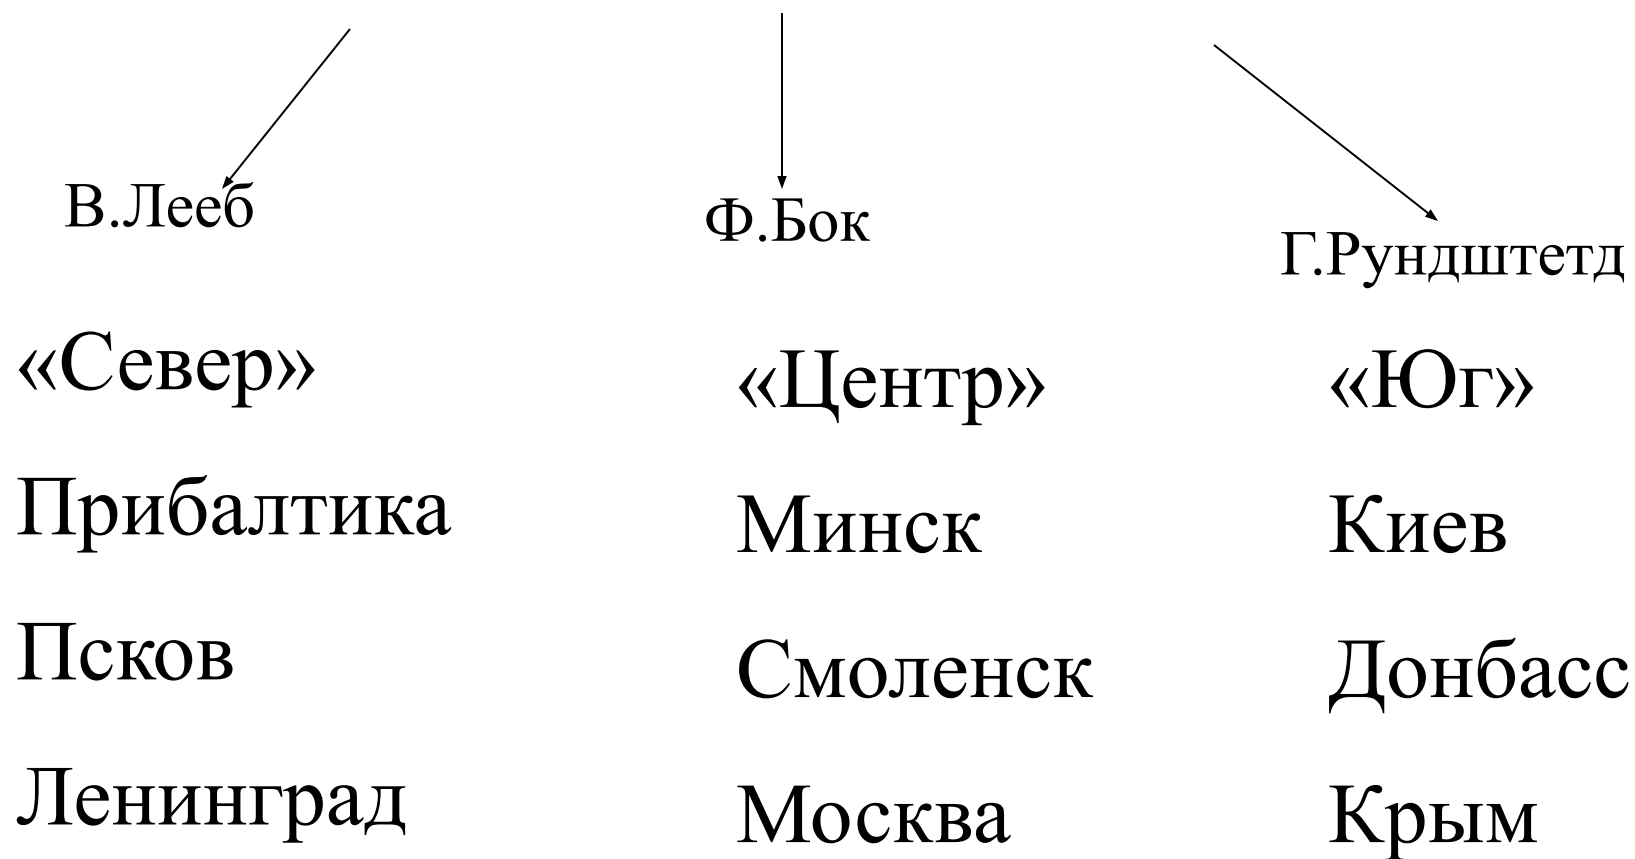 В.Лееб
Ф.Бок
Г.Рундштетд
«Север»
Прибалтика
Псков
Ленинград
«Центр»
Минск
Смоленск
Москва
«Юг»
Киев
Донбасс
Крым